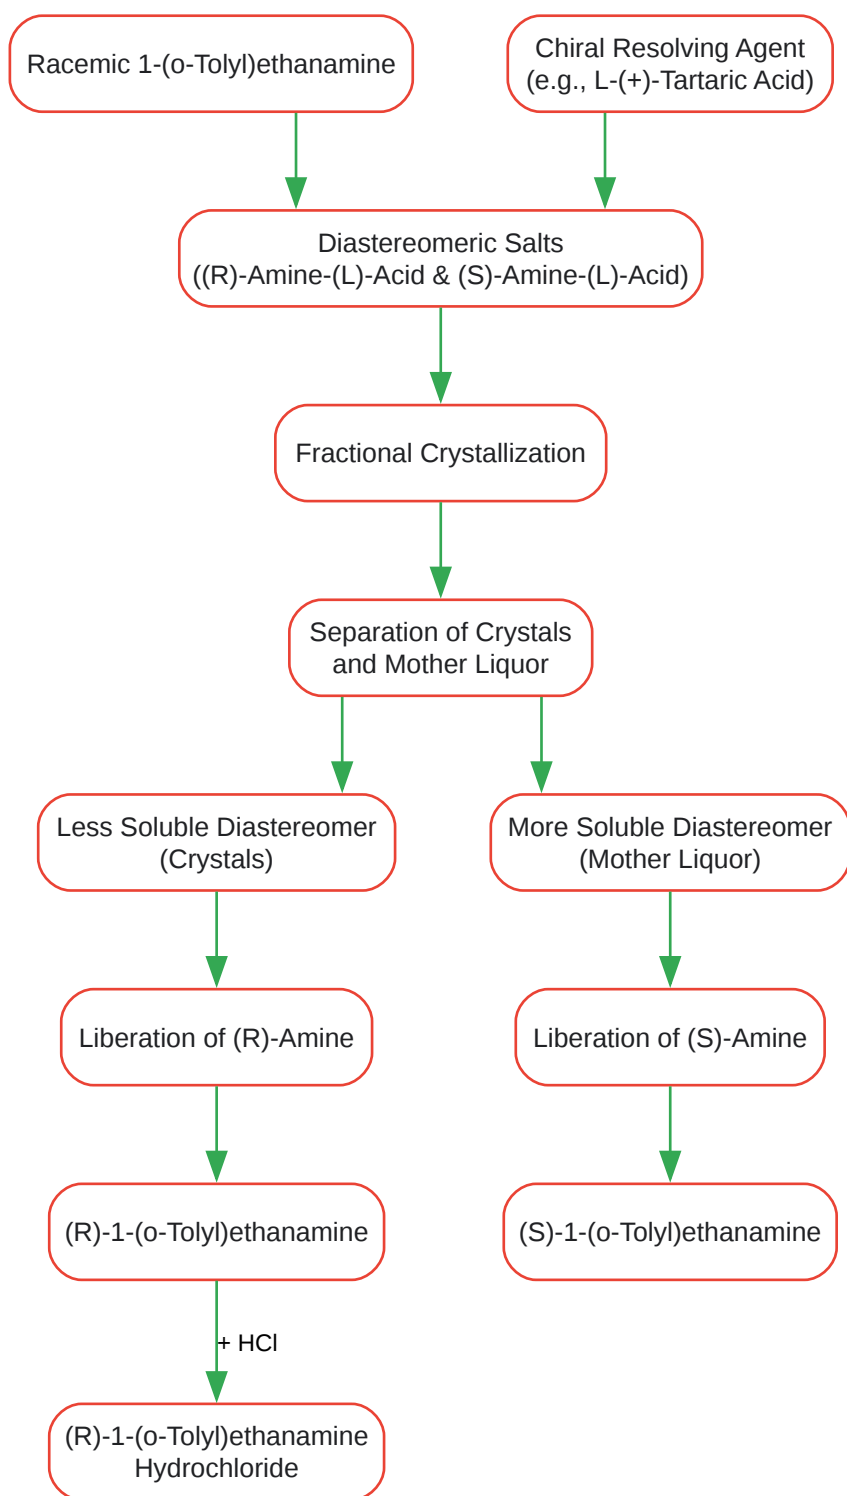 Racemic 1-(o-Tolyl)ethanamine
Chiral Resolving Agent
(e.g., L-(+)-Tartaric Acid)
Diastereomeric Salts
((R)-Amine-(L)-Acid & (S)-Amine-(L)-Acid)
Fractional Crystallization
Separation of Crystals
and Mother Liquor
Less Soluble Diastereomer
(Crystals)
More Soluble Diastereomer
(Mother Liquor)
Liberation of (R)-Amine
Liberation of (S)-Amine
(R)-1-(o-Tolyl)ethanamine
(S)-1-(o-Tolyl)ethanamine
+ HCl
(R)-1-(o-Tolyl)ethanamine
Hydrochloride